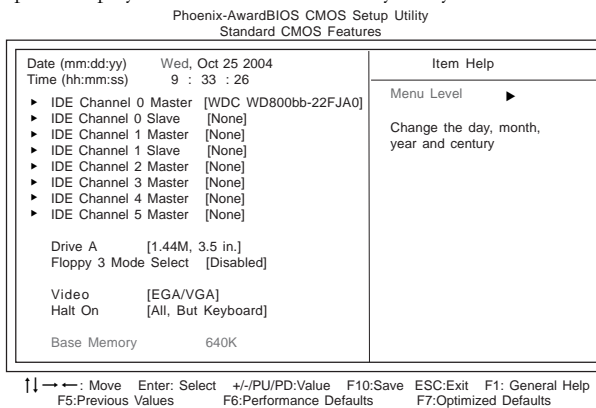 Phoenix-AwardBIOS CMOS Setup Utility
Standard CMOS Features
Date (mm:dd:yy) Wed, Oct 25 2004
Time (hh:mm:ss) 9 : 33 : 26
IDE Channel 0 Master [WDC WD800bb-22FJA0]
IDE Channel 0 Slave [None]
IDE Channel 1 Master [None]
IDE Channel 1 Slave [None]
IDE Channel 2 Master [None]
IDE Channel 3 Master [None]
IDE Channel 4 Master [None]
IDE Channel 5 Master [None]
Drive A [1.44M, 3.5 in.]
Floppy 3 Mode Select [Disabled]
Video [EGA/VGA]
Halt On [All, But Keyboard]
Base Memory 640K
Item Help
Menu Level
Change the day, month,
year and century
↑↓→←: Move Enter: Select +/-/PU/PD:Value F10:Save ESC:Exit F1: General Help
F5:Previous Values F6:Performance Defaults F7:Optimized Defaults